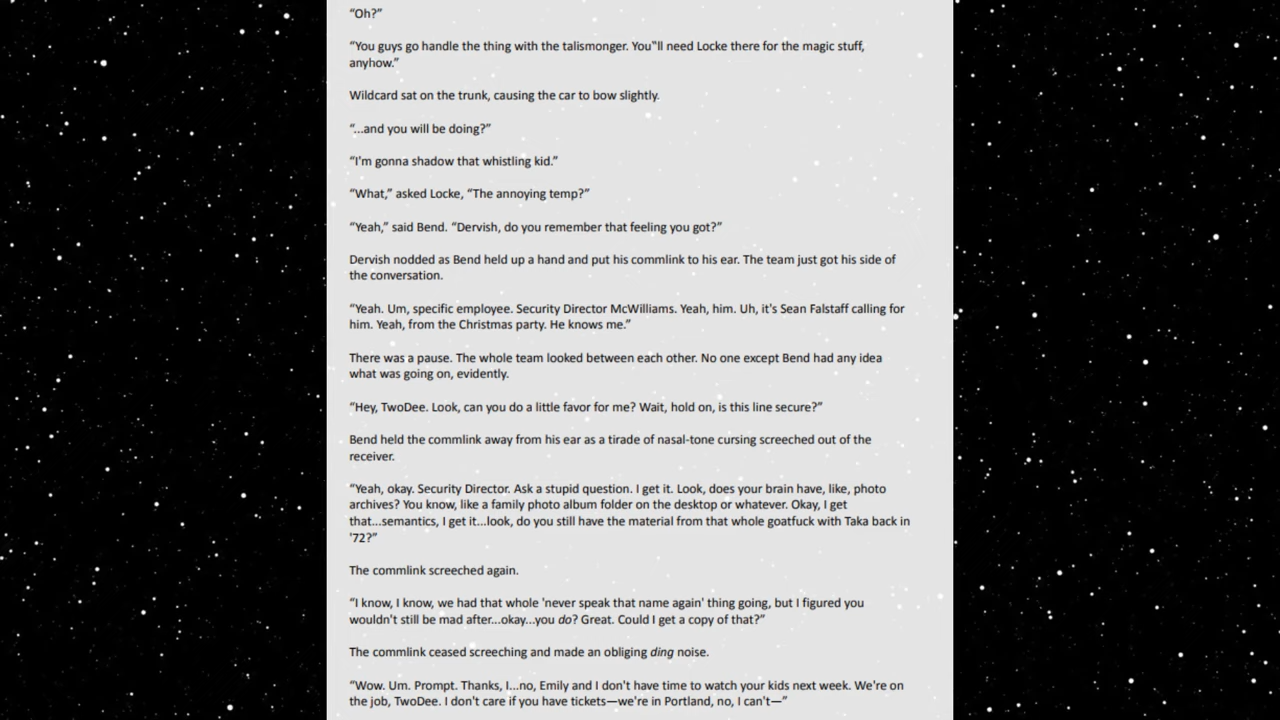 “Oh?”
“You guys go handle the thing with the talismonger. You‟ll need Locke there for the magic stuff,
anyhow.”
Wildcard sat on the trunk, causing the car to bow slightly.
“...and you will be doing?”
“I'm gonna shadow that whistling kid.”
“What,” asked Locke, “The annoying temp?”
“Yeah,” said Bend. “Dervish, do you remember that feeling you got?”
Dervish nodded as Bend held up a hand and put his commlink to his ear. The team just got his side of
the conversation.
“Yeah. Um, specific employee. Security Director McWilliams. Yeah, him. Uh, it's Sean Falstaff calling for
him. Yeah, from the Christmas party. He knows me.”
There was a pause. The whole team looked between each other. No one except Bend had any idea
what was going on, evidently.
“Hey, TwoDee. Look, can you do a little favor for me? Wait, hold on, is this line secure?”
Bend held the commlink away from his ear as a tirade of nasal-tone cursing screeched out of the
receiver.
“Yeah, okay. Security Director. Ask a stupid question. I get it. Look, does your brain have, like, photo
archives? You know, like a family photo album folder on the desktop or whatever. Okay, I get
that...semantics, I get it...look, do you still have the material from that whole goatfuck with Taka back in
'72?”
The commlink screeched again.
“I know, I know, we had that whole 'never speak that name again' thing going, but I figured you
wouldn't still be mad after...okay...you do? Great. Could I get a copy of that?”
The commlink ceased screeching and made an obliging ding noise.
“Wow. Um. Prompt. Thanks, I...no, Emily and I don't have time to watch your kids next week. We're on
the job, TwoDee. I don't care if you have tickets—we're in Portland, no, I can't—”